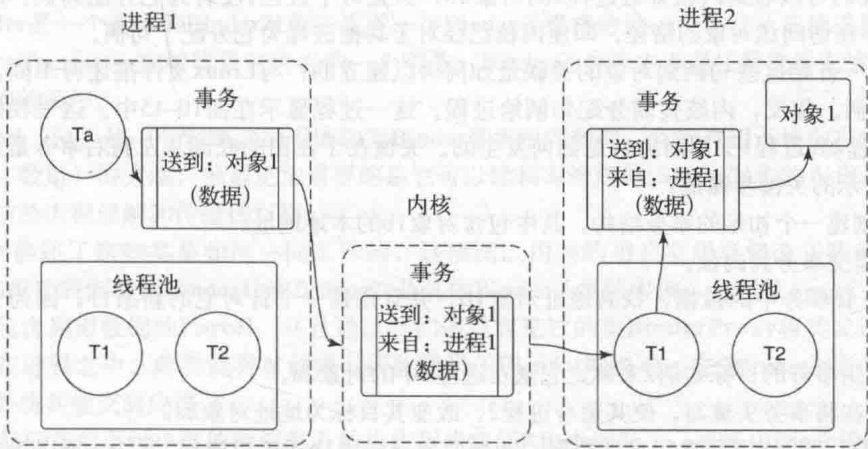 进程1
进程2
事务
Ta
送到：对象1
（数据）
线程池
T1
T2
内核
事务
送到：对象1
来自：进程1
（数据）
事务
对象1
送到：对象1
来自：进程1
（数据）
线程池
T1
T2